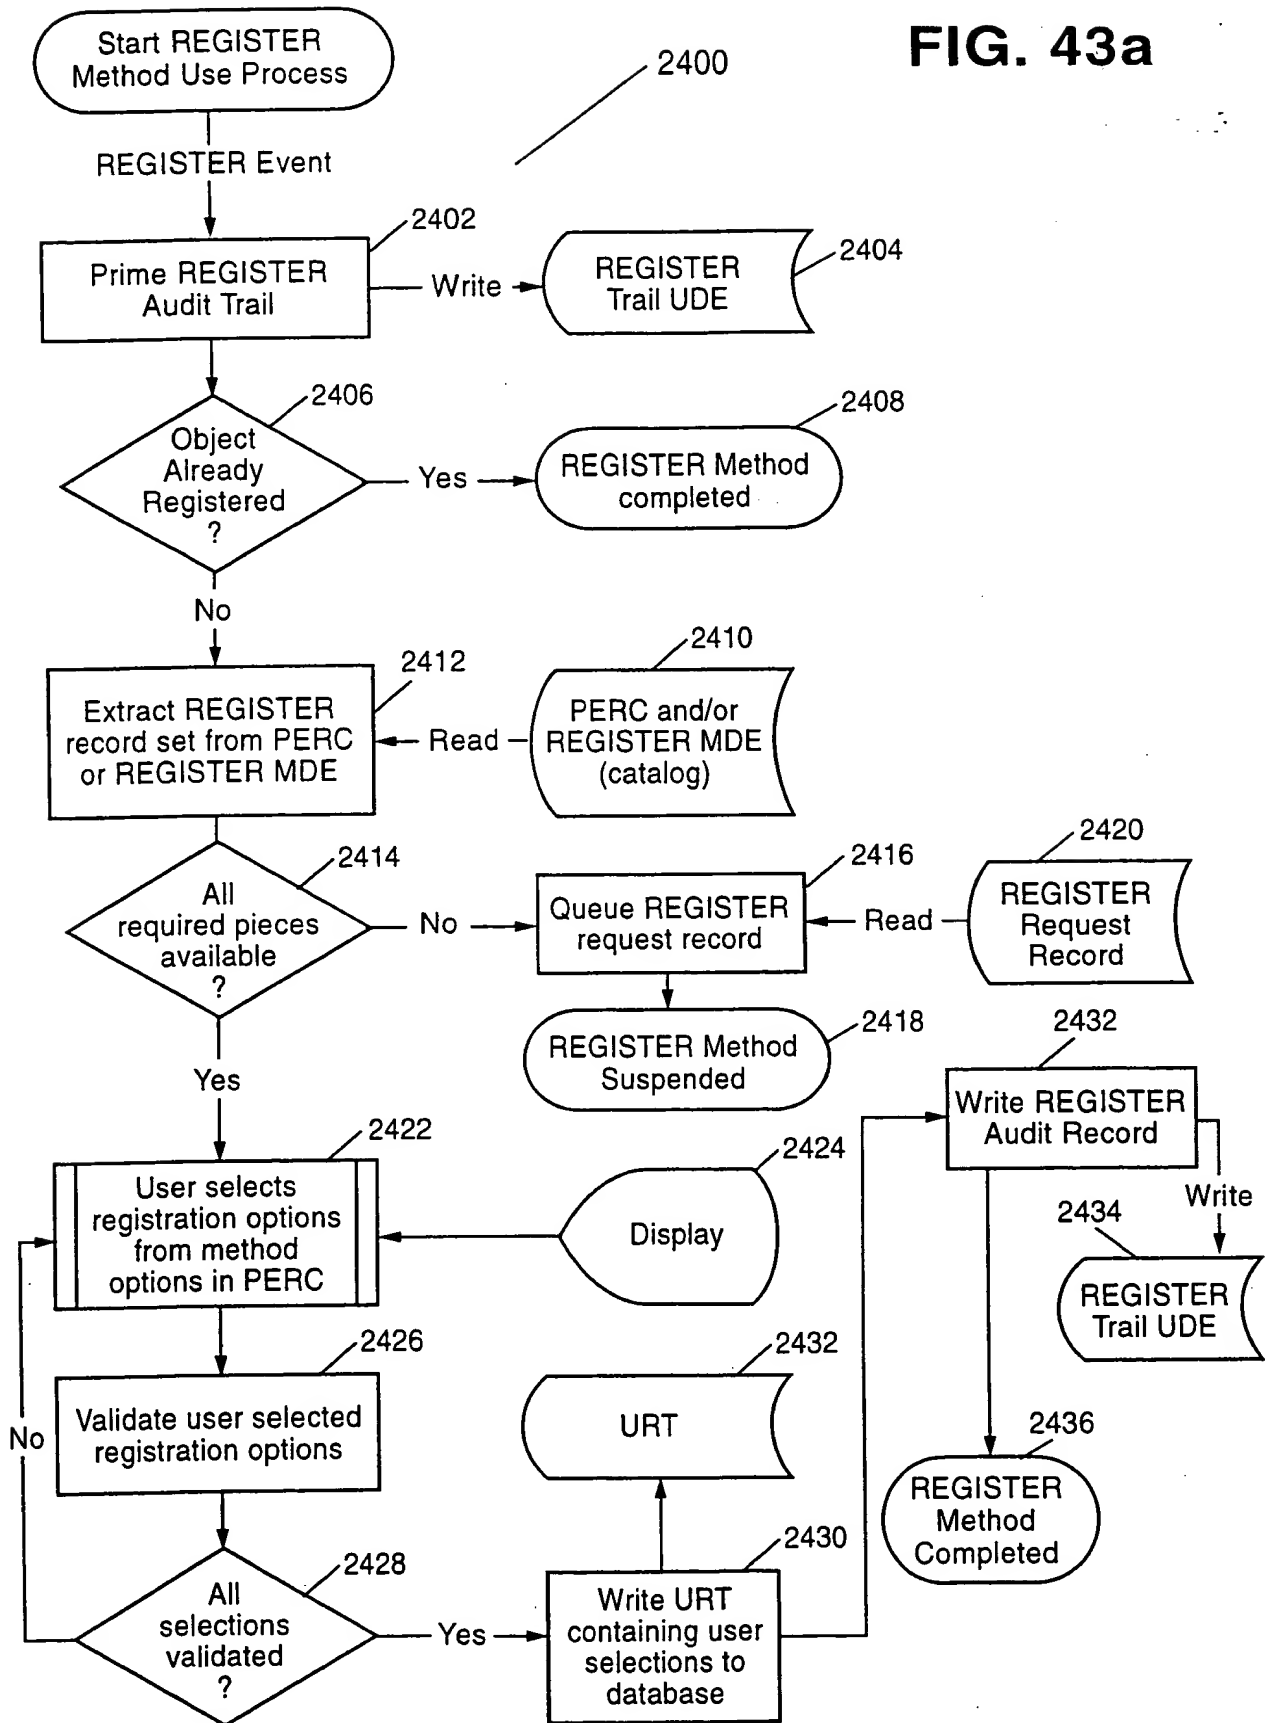 FIG. 43a
Start REGISTER
Method Use Process
2400
REGISTER Event
2402
Prime REGISTER
Audit Trail
Write
REGISTER
Trail UDE
2404
2406
Object
Already
Registered
?
Yes
2408
REGISTER Method
completed
No
2412
Extract REGISTER
record set from PERC
or REGISTER MDE
Read
2410
PERC and/or
REGISTER MDE
(catalog)
2414
All
required pieces
available
?
No
2416
Queue REGISTER
request record
Read
2420
REGISTER
Request
Record
2418
REGISTER Method
Suspended
Yes
2422
User selects
registration options
from method
options in PERC
2424
Display
2426
Validate user selected
registration options
No
2428
All
selections
validated
?
Yes
2430
Write URT
containing user
selections to
database
2432
URT
2432
Write REGISTER
Audit Record
Write
2434
REGISTER
Trail UDE
2436
REGISTER
Method
Completed